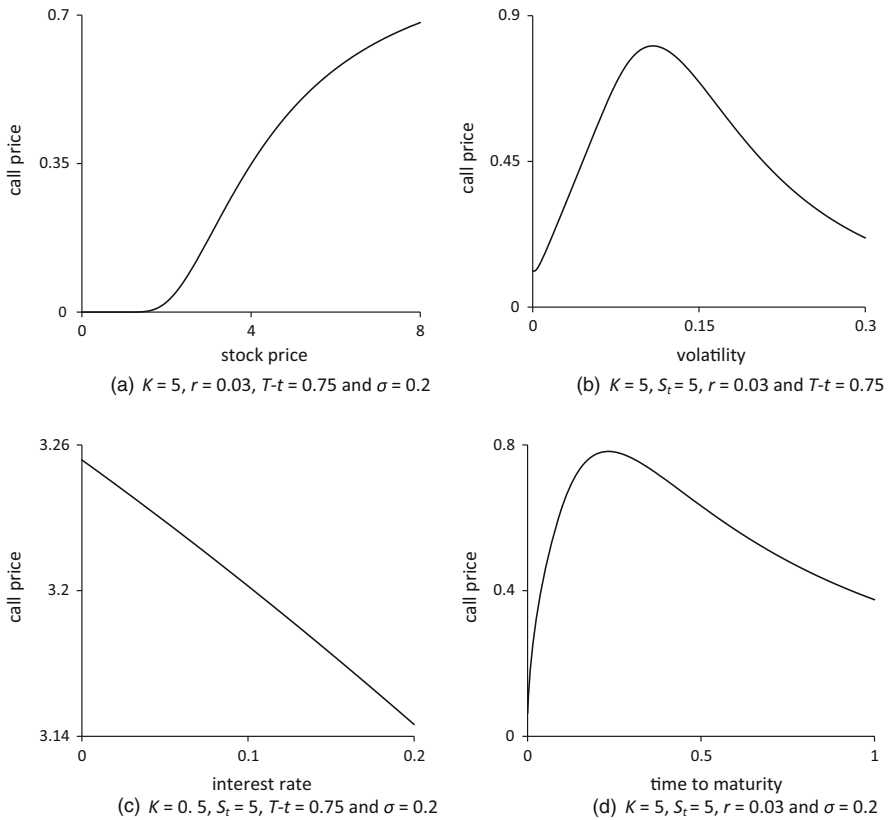 0.7
0.35
0
call price
0
4
8
stock price
(a) K = 5, r = 0.03, T-t = 0.75 and σ = 0.2
0.9
0.45
0
call price
0
0.15
0.3
volatility
(b) K = 5, Sₜ = 5, r = 0.03 and T-t = 0.75
3.26
3.2
3.14
call price
0
0.1
0.2
interest rate
(c) K = 0. 5, Sₜ = 5, T-t = 0.75 and σ = 0.2
0.8
0.4
0
call price
0
0.5
1
time to maturity
(d) K = 5, Sₜ = 5, r = 0.03 and σ = 0.2